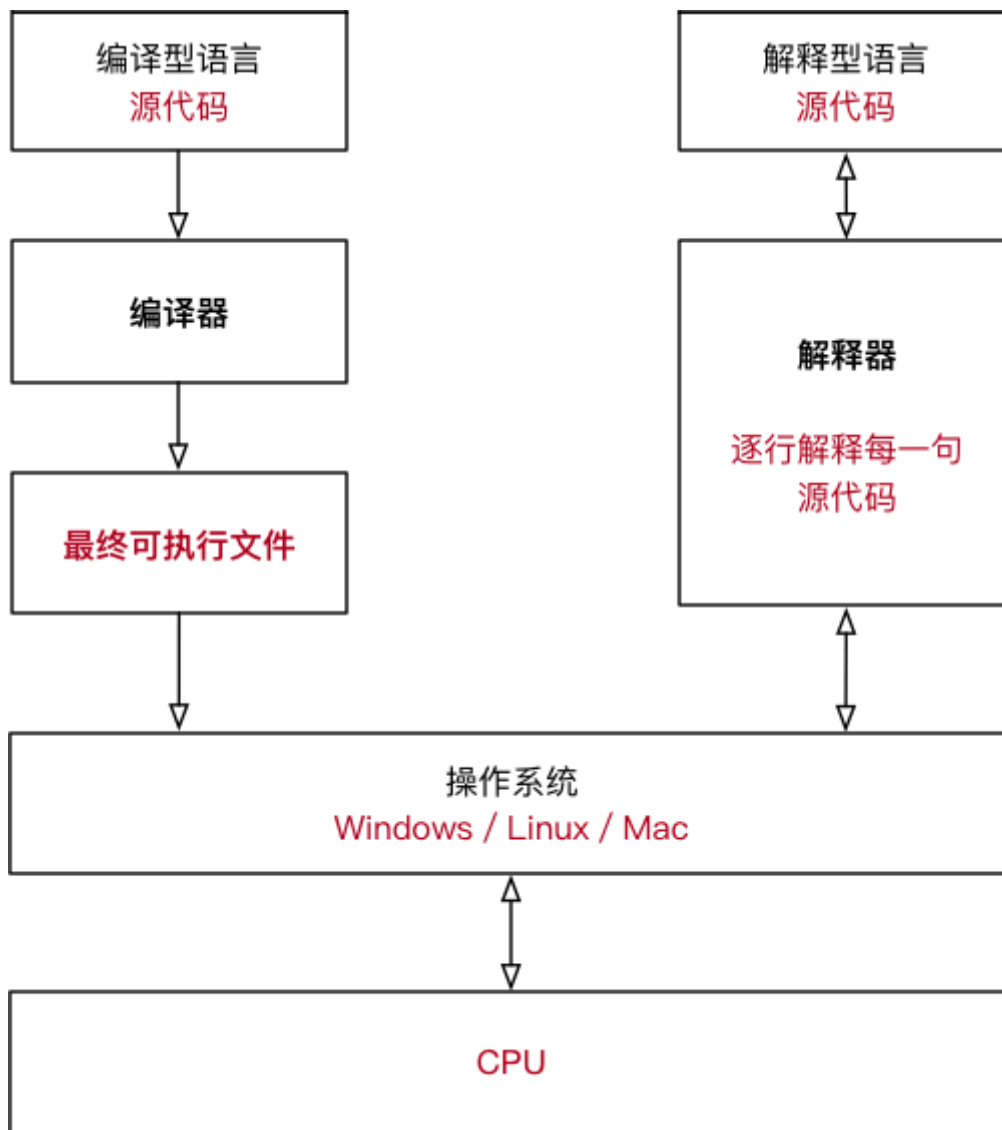 编译型语言
源代码
编译器
最终可执行文件
解释型语言
源代码
解释器
逐行解释每一句
源代码
操作系统
Windows / Linux / Mac
CPU